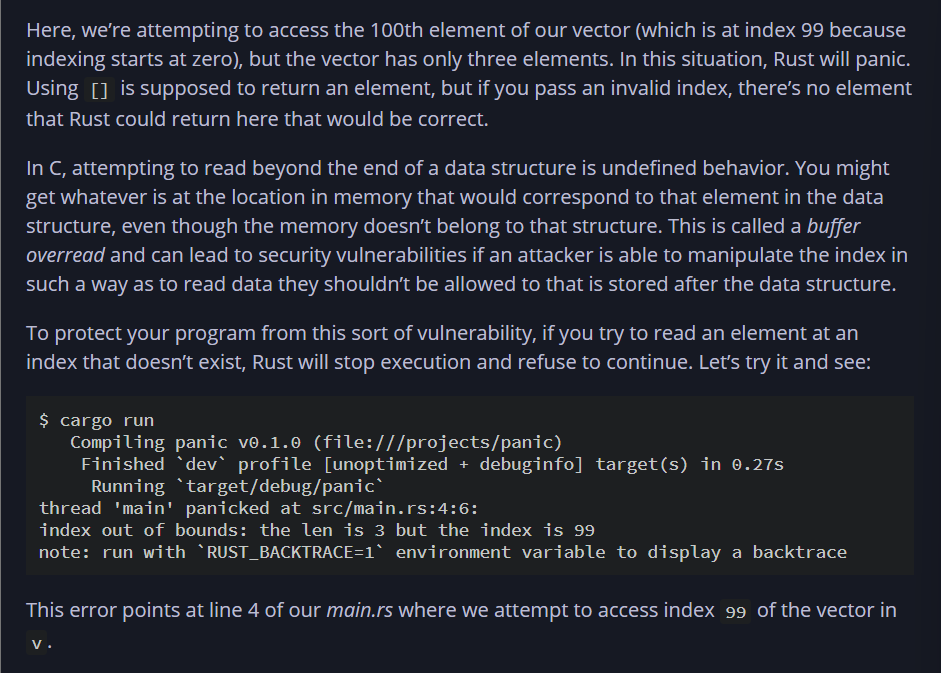 Here, we’re attempting to access the 100th element of our vector (which is at index 99 because
indexing starts at zero), but the vector has only three elements. In this situation, Rust will panic.
Using [] is supposed to return an element, but if you pass an invalid index, there’s no element
that Rust could return here that would be correct.
In C, attempting to read beyond the end of a data structure is undefined behavior. You might
get whatever is at the location in memory that would correspond to that element in the data
structure, even though the memory doesn’t belong to that structure. This is called a buffer
overread and can lead to security vulnerabilities if an attacker is able to manipulate the index in
such a way as to read data they shouldn’t be allowed to that is stored after the data structure.
To protect your program from this sort of vulnerability, if you try to read an element at an
index that doesn’t exist, Rust will stop execution and refuse to continue. Let’s try it and see:
$ cargo run
   Compiling panic v0.1.0 (file:///projects/panic)
    Finished `dev` profile [unoptimized + debuginfo] target(s) in 0.27s
     Running `target/debug/panic`
thread 'main' panicked at src/main.rs:4:6:
index out of bounds: the len is 3 but the index is 99
note: run with `RUST_BACKTRACE=1` environment variable to display a backtrace
This error points at line 4 of our main.rs where we attempt to access index 99 of the vector in
v.